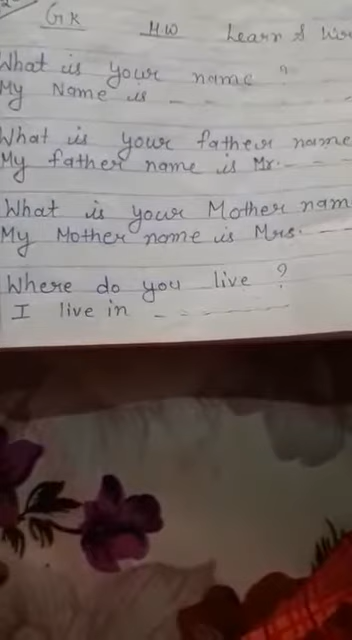 GK HW Learn &
What is your name ?
My Name is - - -
What is your father name
My father name is Mr. - -
What is your Mother nam
My Mother name is Mrs. -
Where do you live ?
I live in - - - -